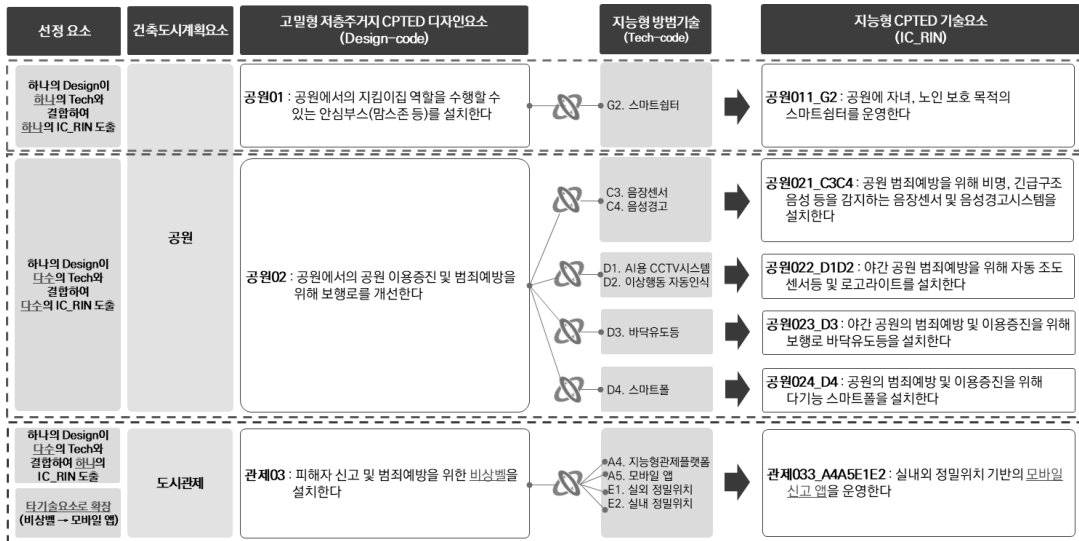 선정 요소
건축도시계획요소
고밀형 저층주거지 CPTED 디자인요소
(Design-code)
지능형 방범기술
(Tech-code)
지능형 CPTED 기술요소
(IC_RIN)
하나의 Design이
하나의 Tech와
결합하여
하나의 IC_RIN 도출
공원
공원01 : 공원에서의 지킴이집 역할을 수행할 수
있는 안심부스(맘스존 등)를 설치한다
G2. 스마트쉼터
공원011_G2 : 공원에 자녀, 노인 보호 목적의
스마트쉼터를 운영한다
하나의 Design이
다수의 Tech와
결합하여
다수의 IC_RIN 도출
공원02 : 공원에서의 공원 이용증진 및 범죄예방을
위해 보행로를 개선한다
C3. 음장센서
C4. 음성경고
공원021_C3C4 : 공원 범죄예방을 위해 비명, 긴급구조
음성 등을 감지하는 음장센서 및 음성경고시스템을
설치한다
D1. AI용 CCTV시스템
D2. 이상행동 자동인식
공원022_D1D2 : 야간 공원 범죄예방을 위해 자동 조도
센서등 및 로고라이트를 설치한다
D3. 바닥유도등
공원023_D3 : 야간 공원의 범죄예방 및 이용증진을 위해
보행로 바닥유도등을 설치한다
D4. 스마트폴
공원024_D4 : 공원의 범죄예방 및 이용증진을 위해
다기능 스마트폴을 설치한다
하나의 Design이
다수의 Tech와
결합하여 하나의
IC_RIN 도출
타기술요소로 확장
(비상벨 → 모바일 앱)
도시관제
관제03 : 피해자 신고 및 범죄예방을 위한 비상벨을
설치한다
A4. 지능형관제플랫폼
A5. 모바일 앱
E1. 실외 정밀위치
E2. 실내 정밀위치
관제033_A4A5E1E2 : 실내외 정밀위치 기반의 모바일
신고 앱을 운영한다